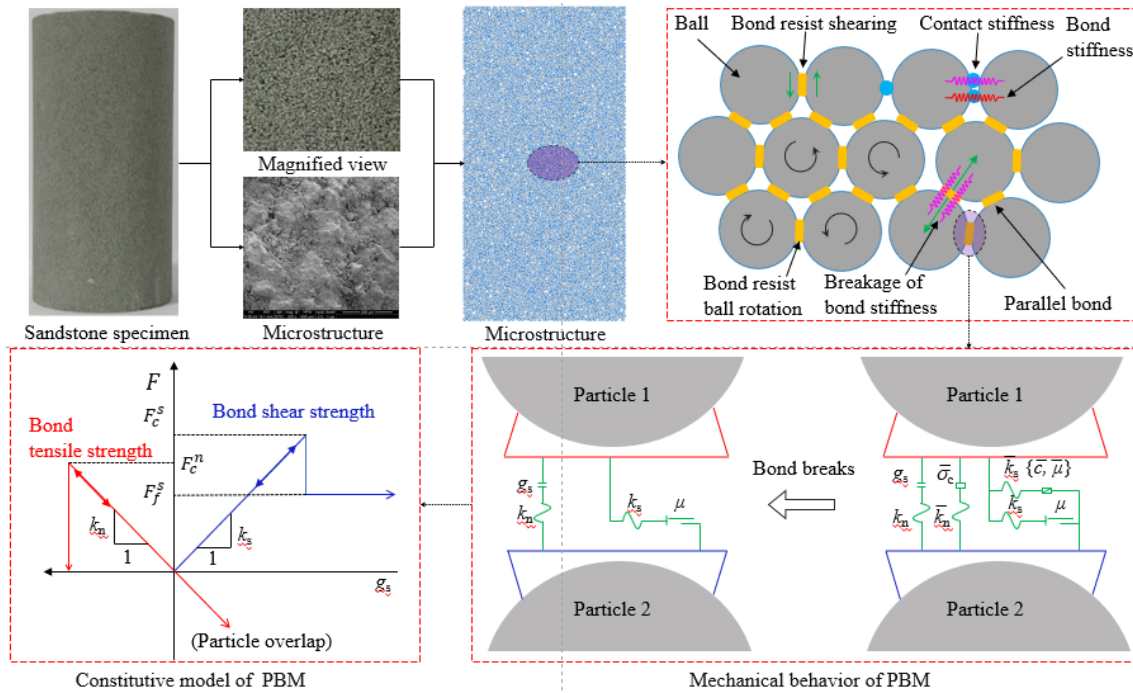 Ball
Bond resist shearing
Contact stiffness
Bond
stiffness
Magnified view
Bond resist
ball rotation
Breakage of
bond stiffness
Parallel bond
Sandstone specimen
Microstructure
Microstructure
F
F_c^s
Bond shear strength
Bond
tensile strength
F_c^n
F_f^s
k_n
1
k_s
1
g_s
(Particle overlap)
Constitutive model of PBM
Particle 1
g_s
k_n
k_s
μ
Particle 2
Bond breaks
Particle 1
g_s
σ̅_c
k̅_s {c̅, μ̅}
k_n
k̅_n
k_s
μ
Particle 2
Mechanical behavior of PBM